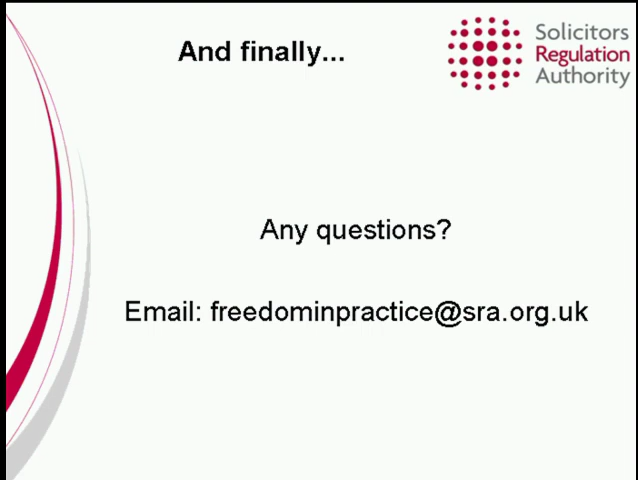 And finally...
Solicitors
Regulation
Authority
Any questions?
Email: freedominpractice@sra.org.uk